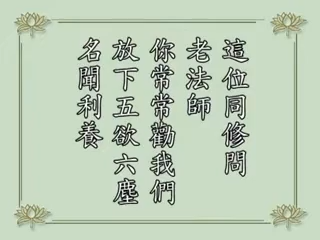 這位同修問
老法師
你常常勸我們
放下五欲六塵
名聞利養